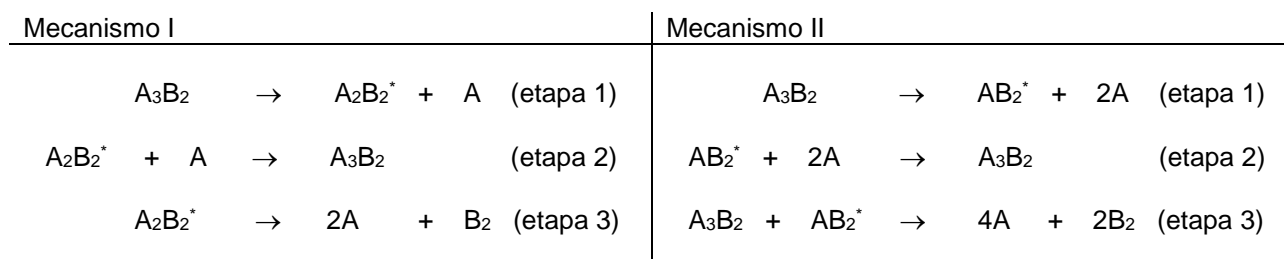 Mecanismo I Mecanismo II
A₃B₂ → A₂B₂* + A (etapa 1) A₃B₂ → AB₂* + 2A (etapa 1)
A₂B₂* + A → A₃B₂ (etapa 2) AB₂* + 2A → A₃B₂ (etapa 2)
A₂B₂* → 2A + B₂ (etapa 3) A₃B₂ + AB₂* → 4A + 2B₂ (etapa 3)